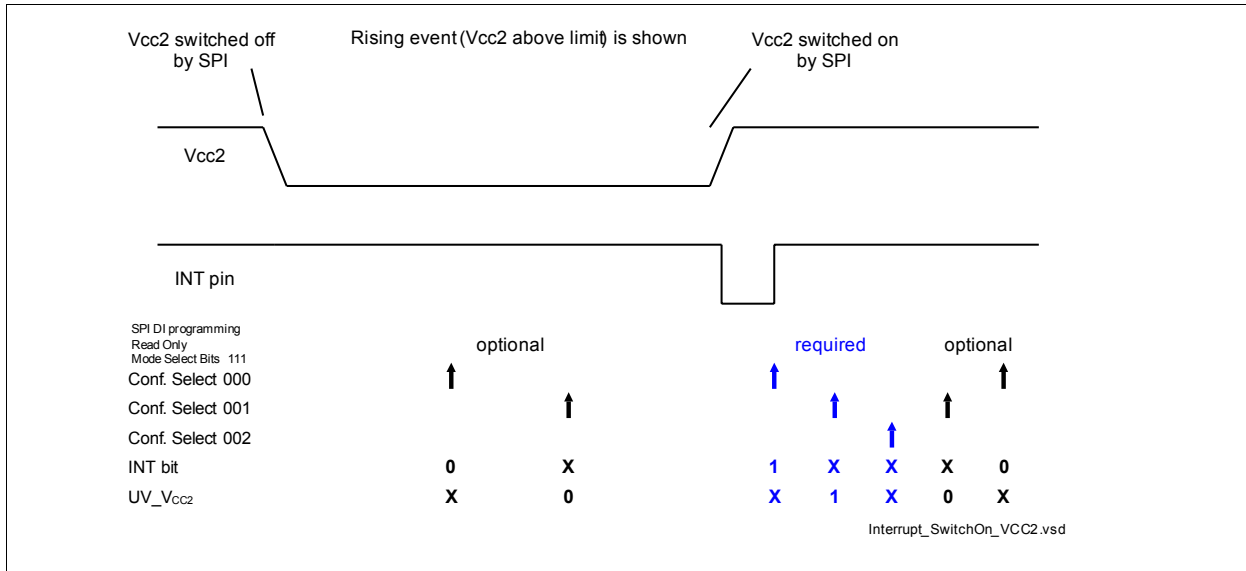 Vcc2 switched off by SPI
Rising event (Vcc2 above limit) is shown
Vcc2 switched on by SPI
Vcc2
INT pin
SPI DI programming
Read Only
Mode Select Bits 111
optional required optional
Conf. Select 000
Conf. Select 001
Conf. Select 002
INT bit 0 X 1 X X X 0
UV_VCC2 X 0 X 1 X 0 X
Interrupt_SwitchOn_VCC2.vsd